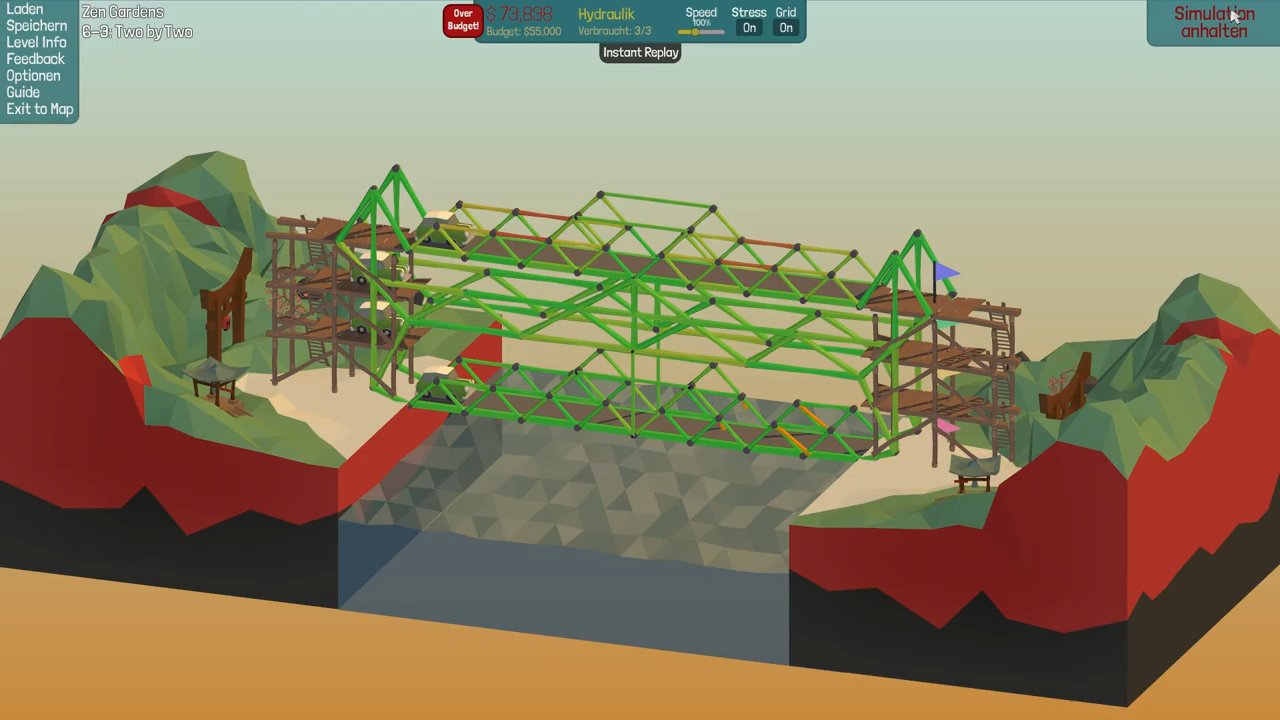 Laden
Speichern
Level Info
Feedback
Optionen
Guide
Exit to Map
Zen Gardens
6-3: Two by Two
Over Budget!
$ 73,838
Budget: $55,000
Hydraulik
Verbraucht: 3/3
Speed
100%
Stress
On
Grid
On
Instant Replay
Simulation
anhalten